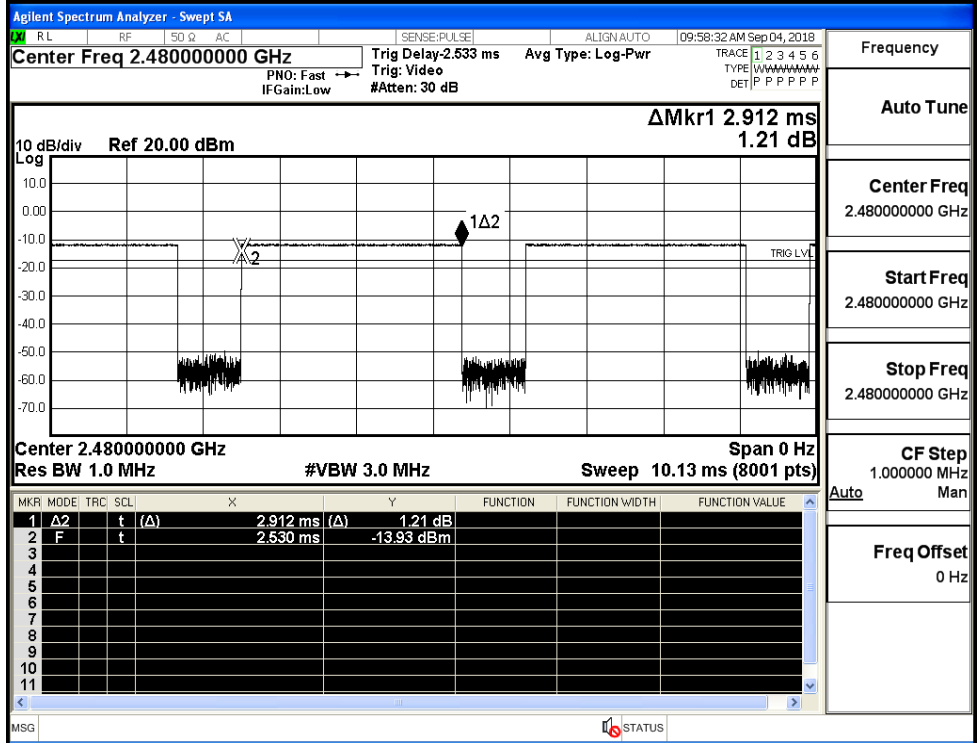 Agilent Spectrum Analyzer - Swept SA
LXI RL RF 50 Ω AC SENSE:PULSE ALIGN AUTO 09:58:32 AM Sep 04, 2018
Center Freq 2.480000000 GHz
PNO: Fast
IFGain:Low
Trig Delay-2.533 ms
Trig: Video
#Atten: 30 dB
Avg Type: Log-Pwr
TRACE 1 2 3 4 5 6
TYPE WWWWWW
DET P P P P P P
ΔMkr1 2.912 ms
1.21 dB
10 dB/div Ref 20.00 dBm
Log
10.0
0.00
-10.0
-20.0
-30.0
-40.0
-50.0
-60.0
-70.0
1Δ2
2
TRIG LVL
Center 2.480000000 GHz Span 0 Hz
Res BW 1.0 MHz #VBW 3.0 MHz Sweep 10.13 ms (8001 pts)
MKR MODE TRC SCL X Y FUNCTION FUNCTION WIDTH FUNCTION VALUE
1 Δ2 t (Δ) 2.912 ms (Δ) 1.21 dB
2 F t 2.530 ms -13.93 dBm
3
4
5
6
7
8
9
10
11
MSG STATUS
Frequency
Auto Tune
Center Freq
2.480000000 GHz
Start Freq
2.480000000 GHz
Stop Freq
2.480000000 GHz
CF Step
1.000000 MHz
Auto Man
Freq Offset
0 Hz